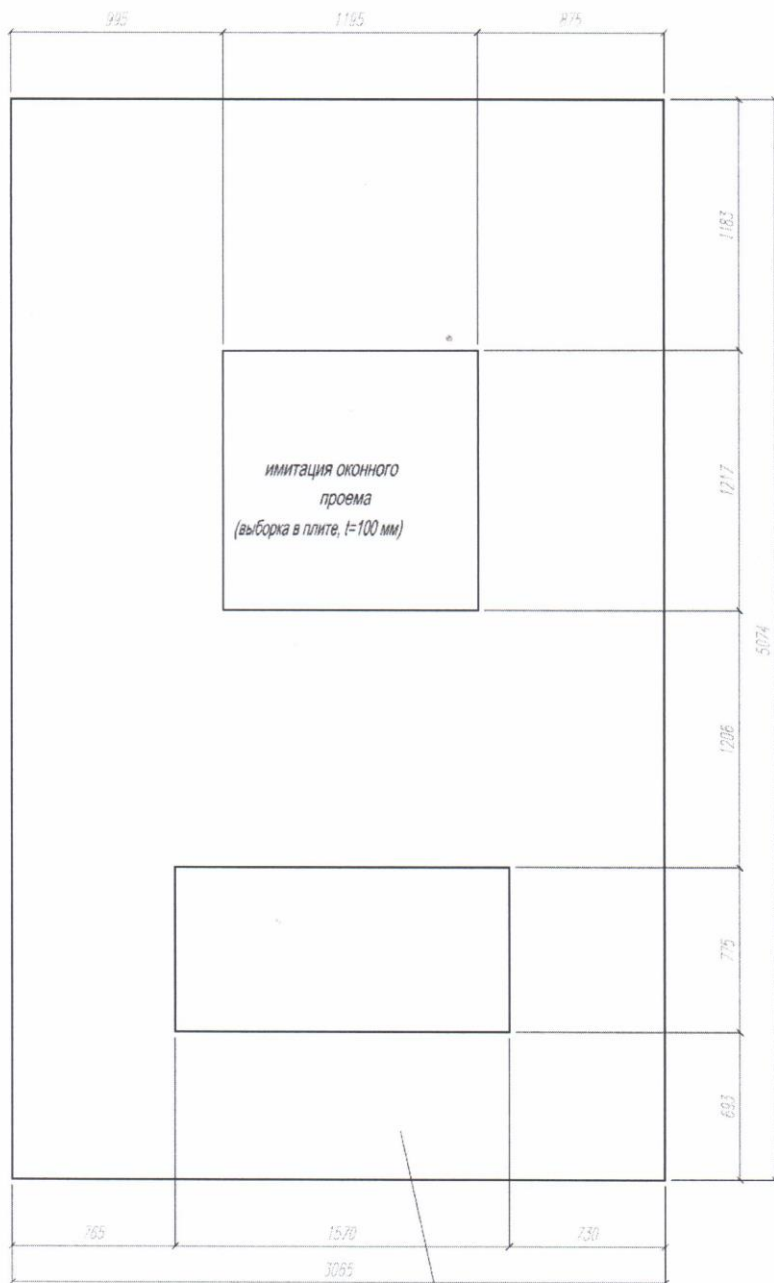 995 1195 875
1183
имитация оконного
проема
(выборка в плите, t=100 мм)
1217
5074
1206
775
693
765 1570 730
3065